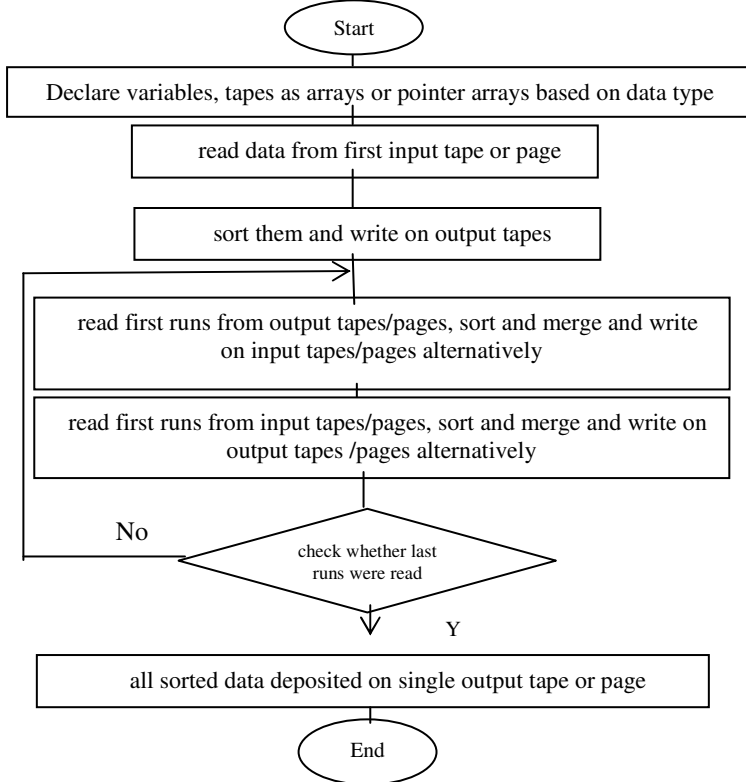 Start
Declare variables, tapes as arrays or pointer arrays based on data type
read data from first input tape or page
sort them and write on output tapes
read first runs from output tapes/pages, sort and merge and write
on input tapes/pages alternatively
read first runs from input tapes/pages, sort and merge and write on
output tapes /pages alternatively
No
check whether last
runs were read
Y
all sorted data deposited on single output tape or page
End